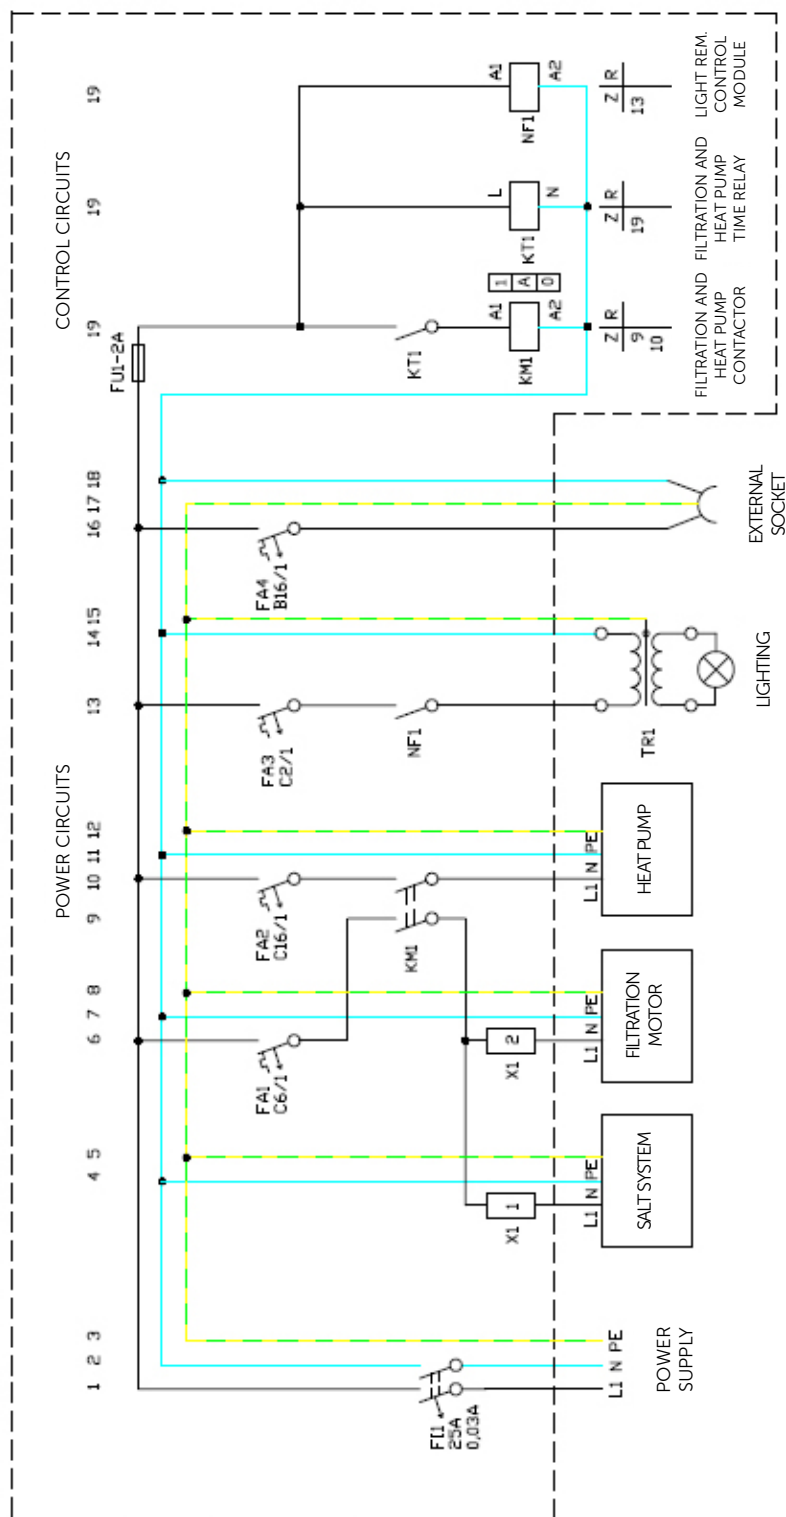 POWER CIRCUITS
CONTROL CIRCUITS
1
2
3
4
5
6
7
8
9
10
11
12
13
14
15
16
17
18
19
19
19
FU1-2A
FI1
25A
0,03A
FA1
C6/1
FA2
C16/1
FA3
C2/1
FA4
B16/1
KM1
NF1
KT1
X1
1
X1
2
TR1
A1
KM1
A2
1
A
0
L
KT1
N
A1
NF1
A2
L1 N PE
POWER
SUPPLY
L1 N PE
SALT SYSTEM
L1 N PE
FILTRATION
MOTOR
L1 N PE
HEAT PUMP
LIGHTING
EXTERNAL
SOCKET
Z R
9
10
FILTRATION AND
HEAT PUMP
CONTACTOR
Z R
19
FILTRATION AND
HEAT PUMP
TIME RELAY
Z R
13
LIGHT REM.
CONTROL
MODULE